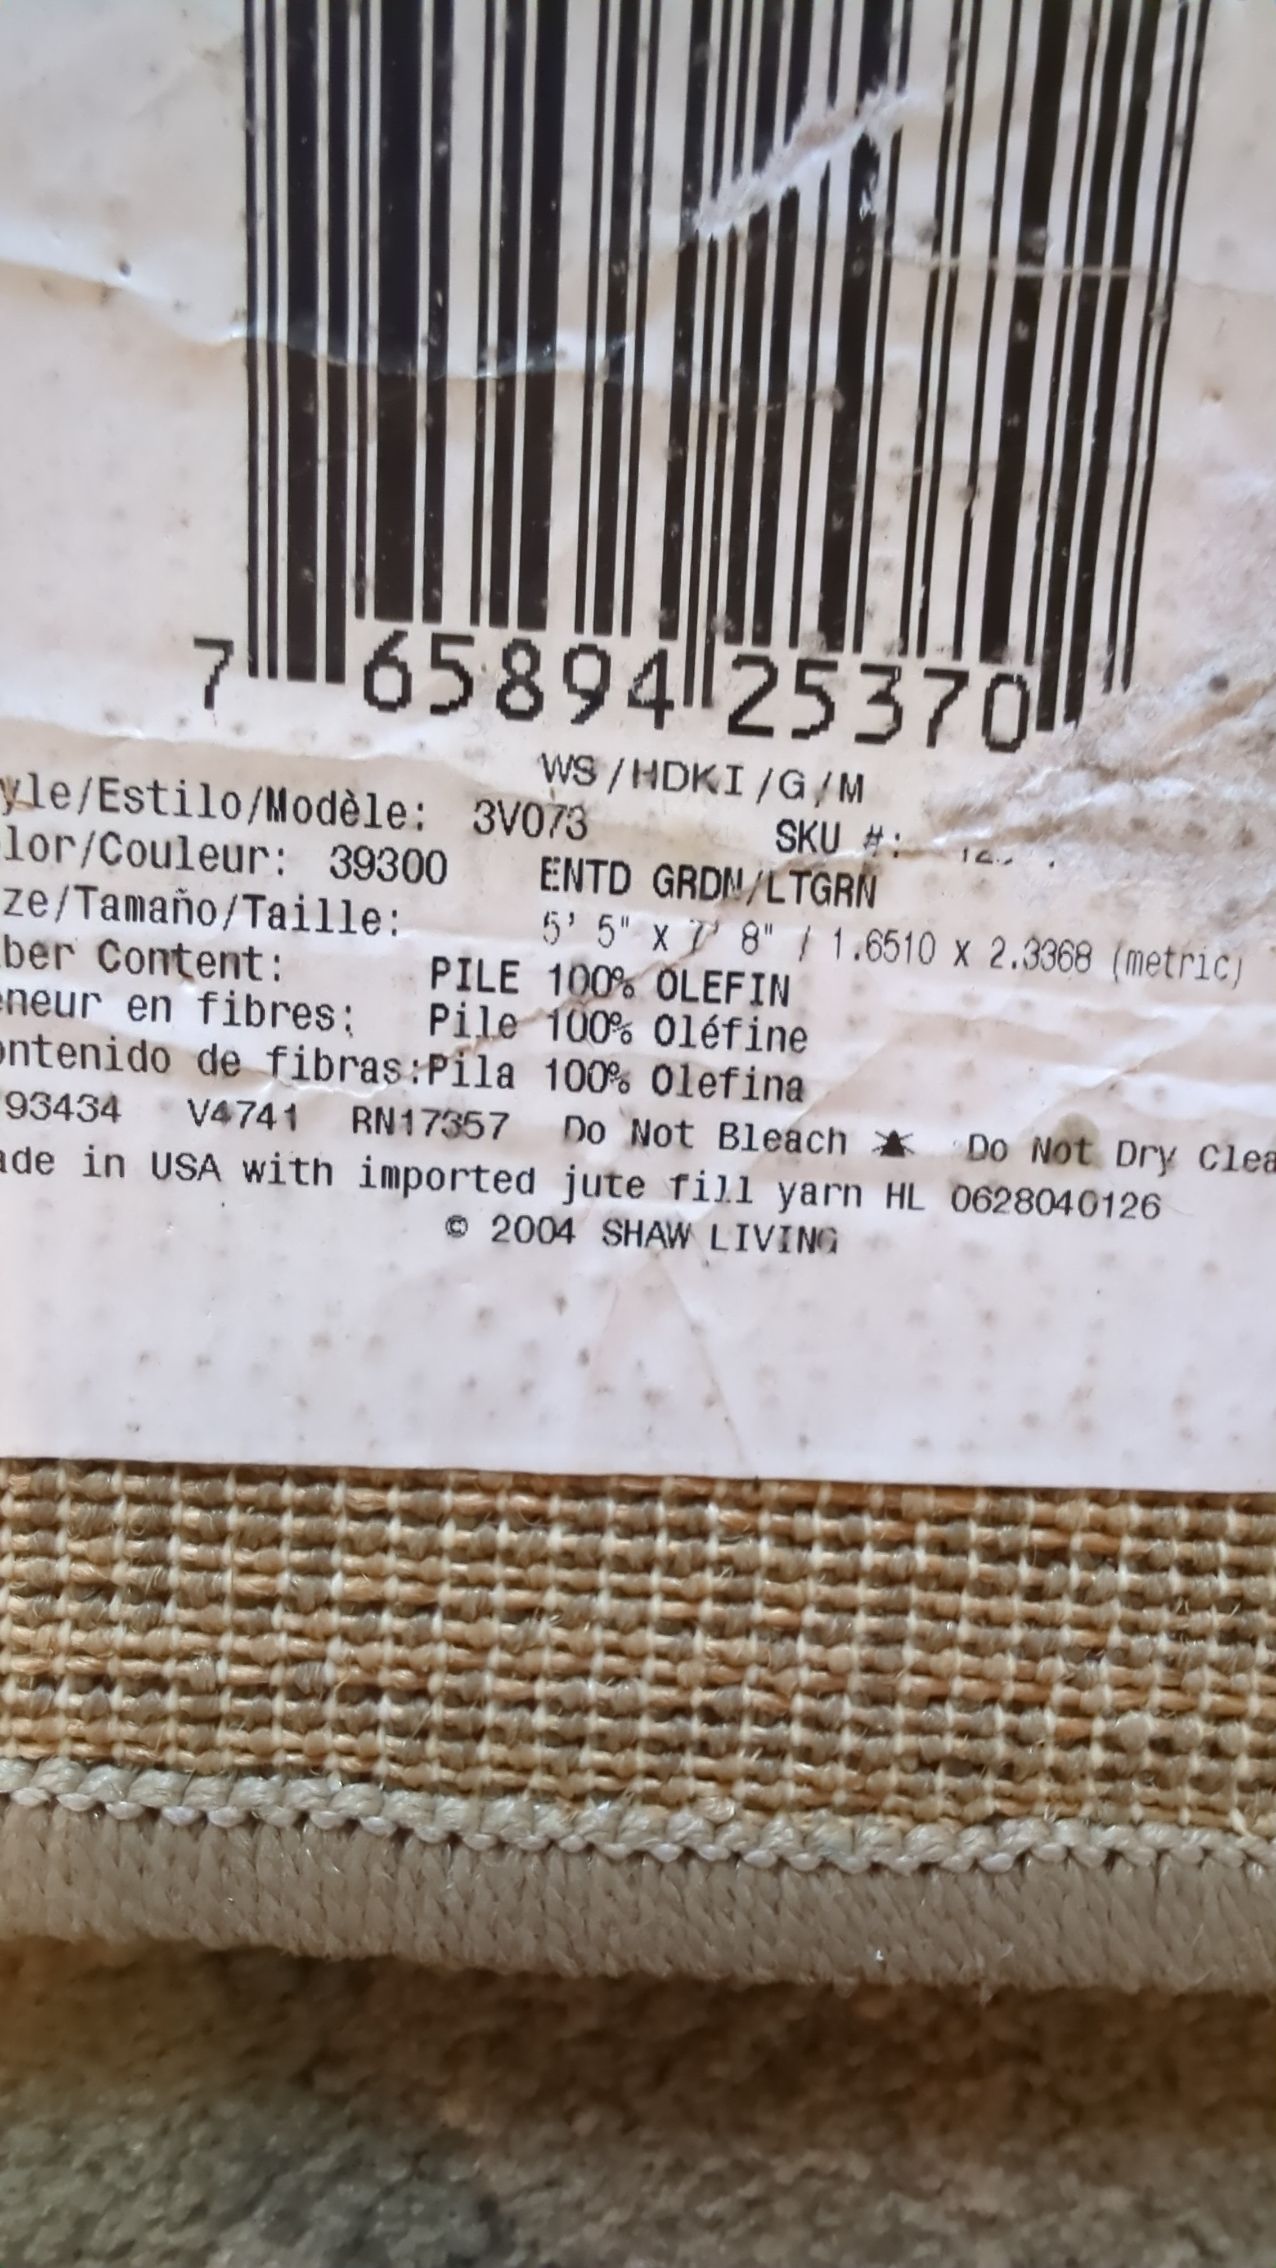 7 65894 25370
WS/HDKI/G/M
yle/Estilo/Modèle: 3V073 SKU #:
lor/Couleur: 39300 ENTD GRDN/LTGRN
ze/Tamaño/Taille: 5' 5" X 7' 8" / 1.6510 x 2.3368 (metric)
ber Content: PILE 100% OLEFIN
eneur en fibres: Pile 100% Oléfine
ontenido de fibras:Pila 100% Olefina
93434 V4741 RN17357 Do Not Bleach Do Not Dry Clea
ade in USA with imported jute fill yarn HL 0628040126
© 2004 SHAW LIVING